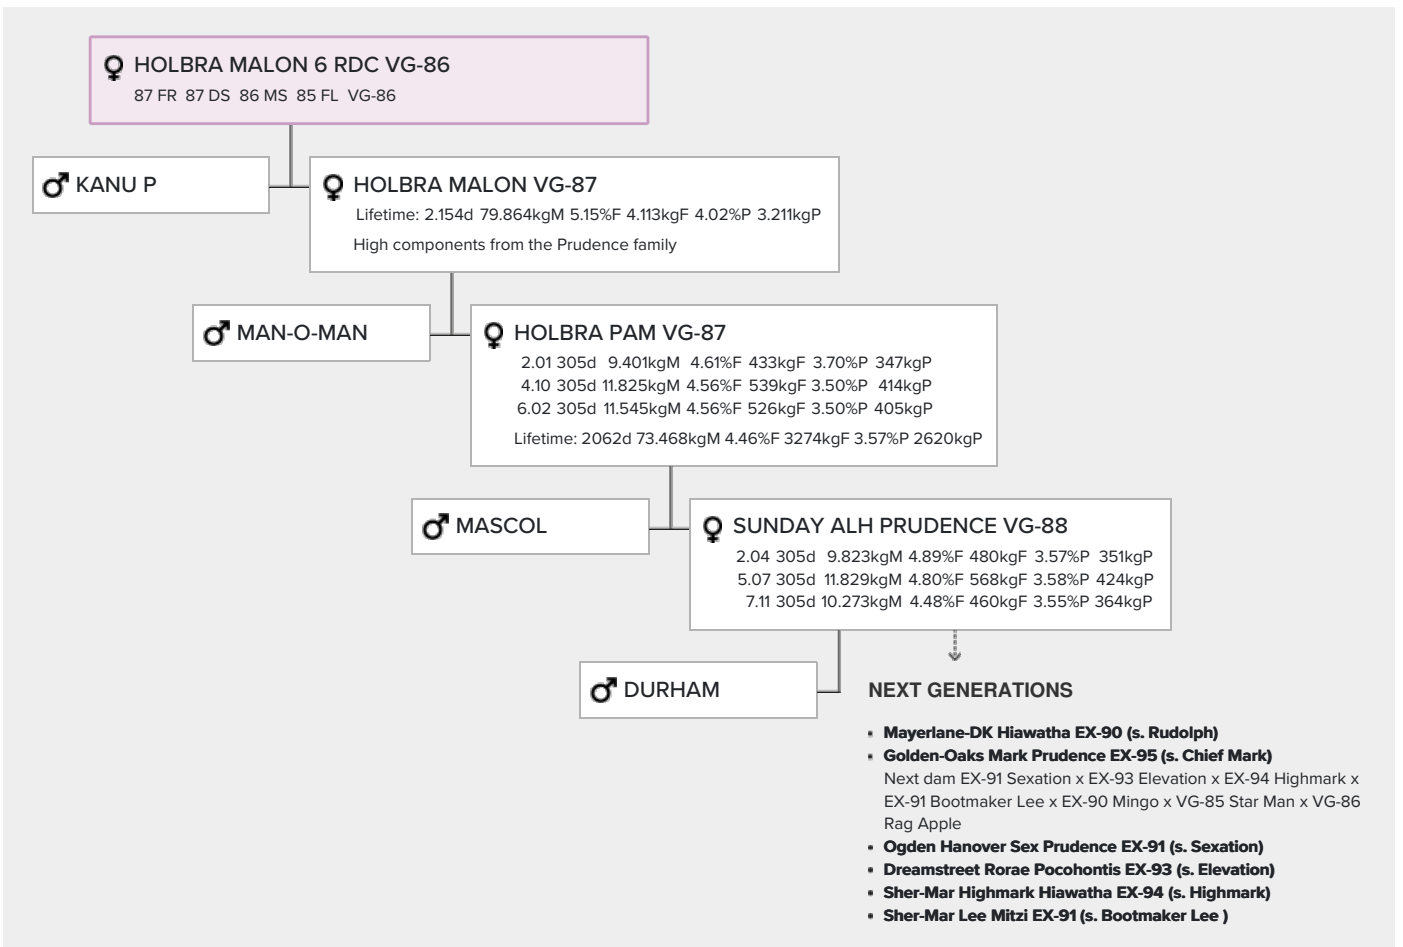 HOLBRA MALON 6 RDC VG-86
87 FR 87 DS 86 MS 85 FL VG-86
KANU P
HOLBRA MALON VG-87
Lifetime: 2.154d 79.864kgM 5.15%F 4.113kgF 4.02%P 3.211kgP
High components from the Prudence family
MAN-O-MAN
HOLBRA PAM VG-87
2.01 305d 9.401kgM 4.61%F 433kgF 3.70%P 347kgP
4.10 305d 11.825kgM 4.56%F 539kgF 3.50%P 414kgP
6.02 305d 11.545kgM 4.56%F 526kgF 3.50%P 405kgP
Lifetime: 2062d 73.468kgM 4.46%F 3274kgF 3.57%P 2620kgP
MASCOL
SUNDAY ALH PRUDENCE VG-88
2.04 305d 9.823kgM 4.89%F 480kgF 3.57%P 351kgP
5.07 305d 11.829kgM 4.80%F 568kgF 3.58%P 424kgP
7.11 305d 10.273kgM 4.48%F 460kgF 3.55%P 364kgP
DURHAM
NEXT GENERATIONS
Mayerlane-DK Hiawatha EX-90 (s. Rudolph)
Golden-Oaks Mark Prudence EX-95 (s. Chief Mark)
Next dam EX-91 Sexation x EX-93 Elevation x EX-94 Highmark x
EX-91 Bootmaker Lee x EX-90 Mingo x VG-85 Star Man x VG-86
Rag Apple
Ogden Hanover Sex Prudence EX-91 (s. Sexation)
Dreamstreet Rorae Pocohontis EX-93 (s. Elevation)
Sher-Mar Highmark Hiawatha EX-94 (s. Highmark)
Sher-Mar Lee Mitzi EX-91 (s. Bootmaker Lee )